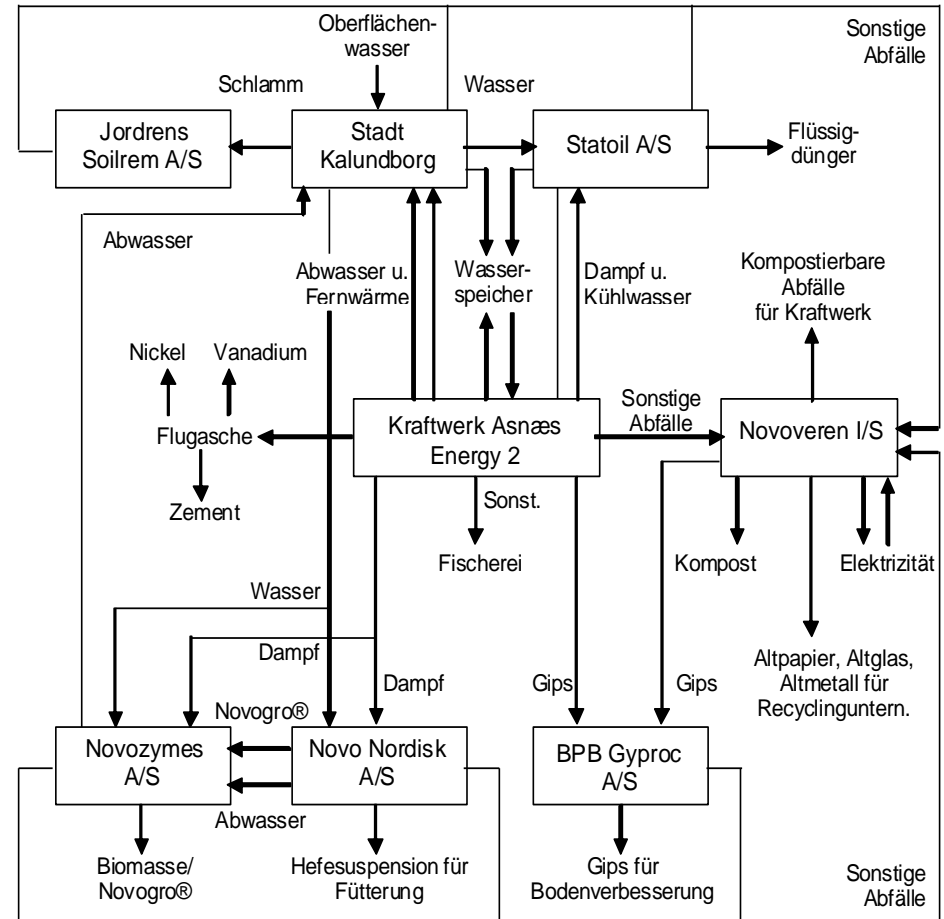 Oberflächen-
wasser
Sonstige
Abfälle
Schlamm
Wasser
Jordrens
Soilrem A/S
Stadt
Kalundborg
Statoil A/S
Flüssig-
dünger
Abwasser
Abwasser u.
Fernwärme
Wasser-
speicher
Dampf u.
Kühlwasser
Kompostierbare
Abfälle
für Kraftwerk
Nickel
Vanadium
Flugasche
Zement
Kraftwerk Asnæs
Energy 2
Sonstige
Abfälle
Novoveren I/S
Sonst.
Fischerei
Kompost
Elektrizität
Wasser
Dampf
Dampf
Gips
Gips
Altpapier, Altglas,
Altmetall für
Recyclingun­tern.
Novogro®
Novozymes
A/S
Novo Nordisk
A/S
BPB Gyproc
A/S
Abwasser
Biomasse/
Novogro®
Hefesuspension für
Fütterung
Gips für
Bodenverbesserung
Sonstige
Abfälle